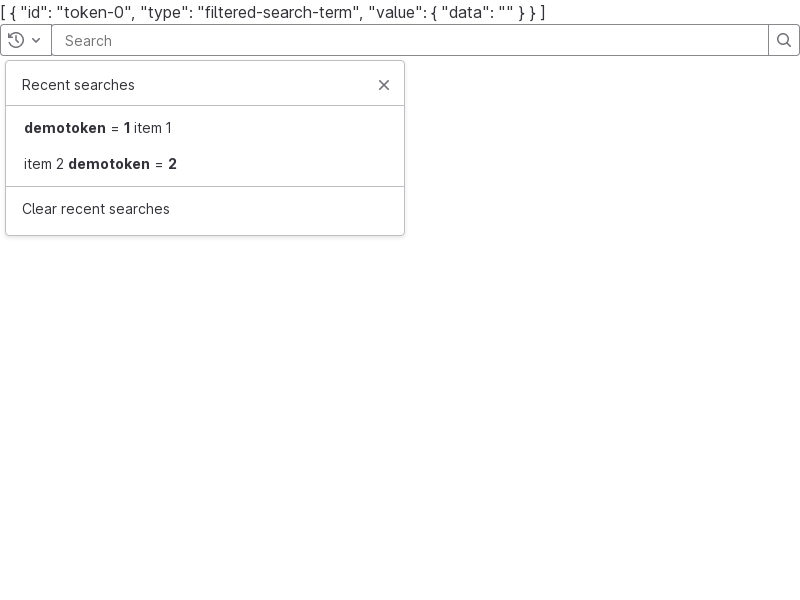 [ { "id": "token-0", "type": "filtered-search-term", "value": { "data": "" } } ]
Search
Recent searches
demotoken = 1 item 1
item 2 demotoken = 2
Clear recent searches